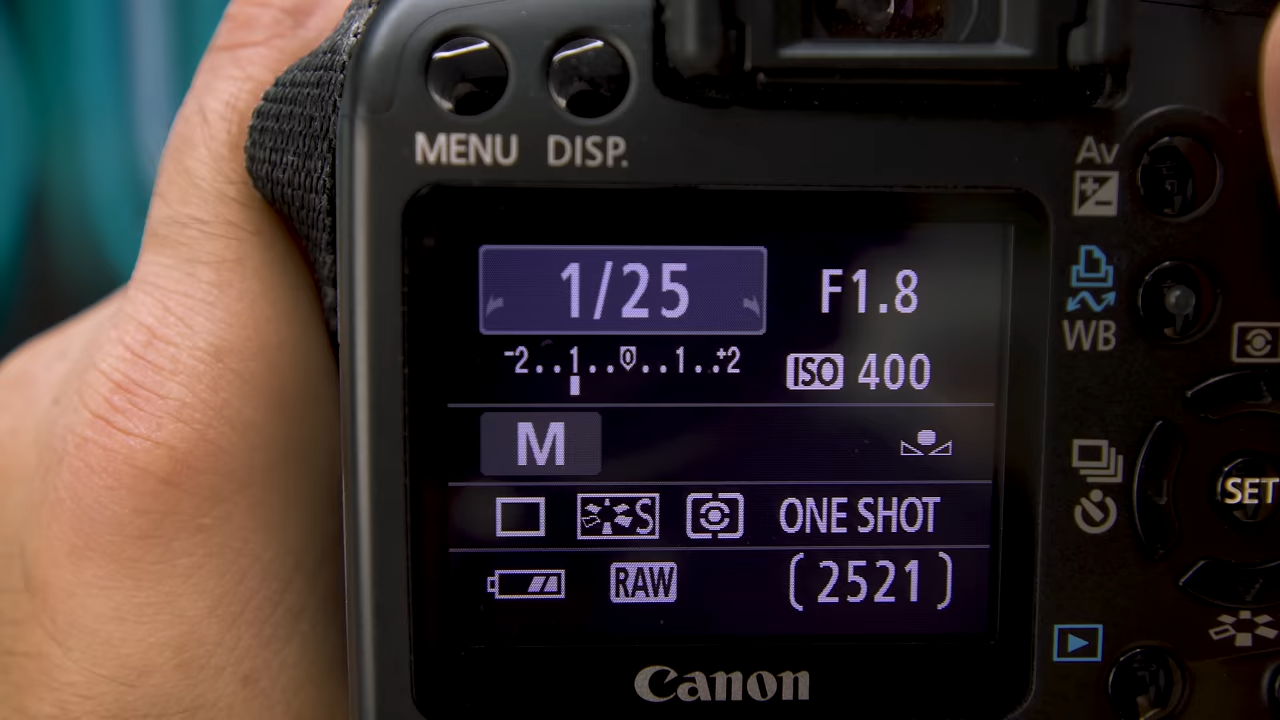 MENU DISP.
Av
1/25 F1.8
-2..1..0..1..+2
ISO 400
WB
M
S ONE SHOT
SET
RAW [2521]
Canon